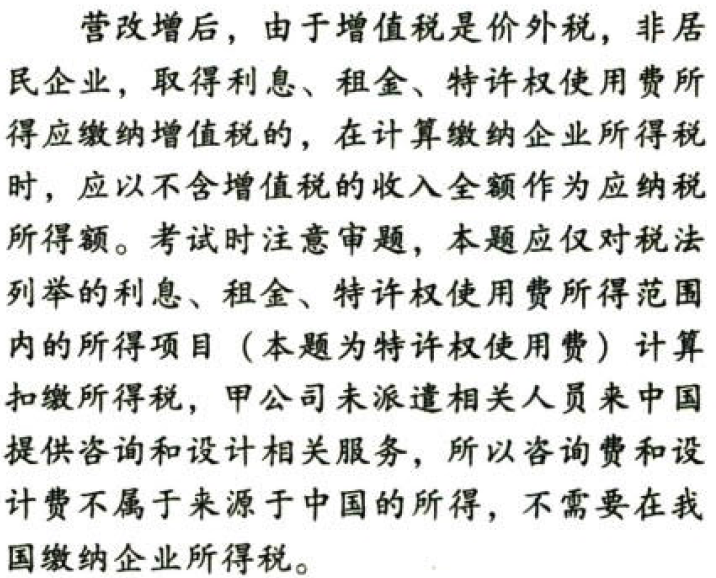 营改增后，由于增值税是价外税，非居
民企业，取得利息、租金、特许权使用费所
得应缴纳增值税的，在计算缴纳企业所得税
时，应以不含增值税的收入全额作为应纳税
所得额。考试时注意审题，本题应仅对税法
列举的利息、租金、特许权使用费所得范围
内的所得项目（本题为特许权使用费）计算
扣缴所得税，甲公司未派遣相关人员来中国
提供咨询和设计相关服务，所以咨询费和设
计费不属于来源于中国的所得，不需要在我
国缴纳企业所得税。